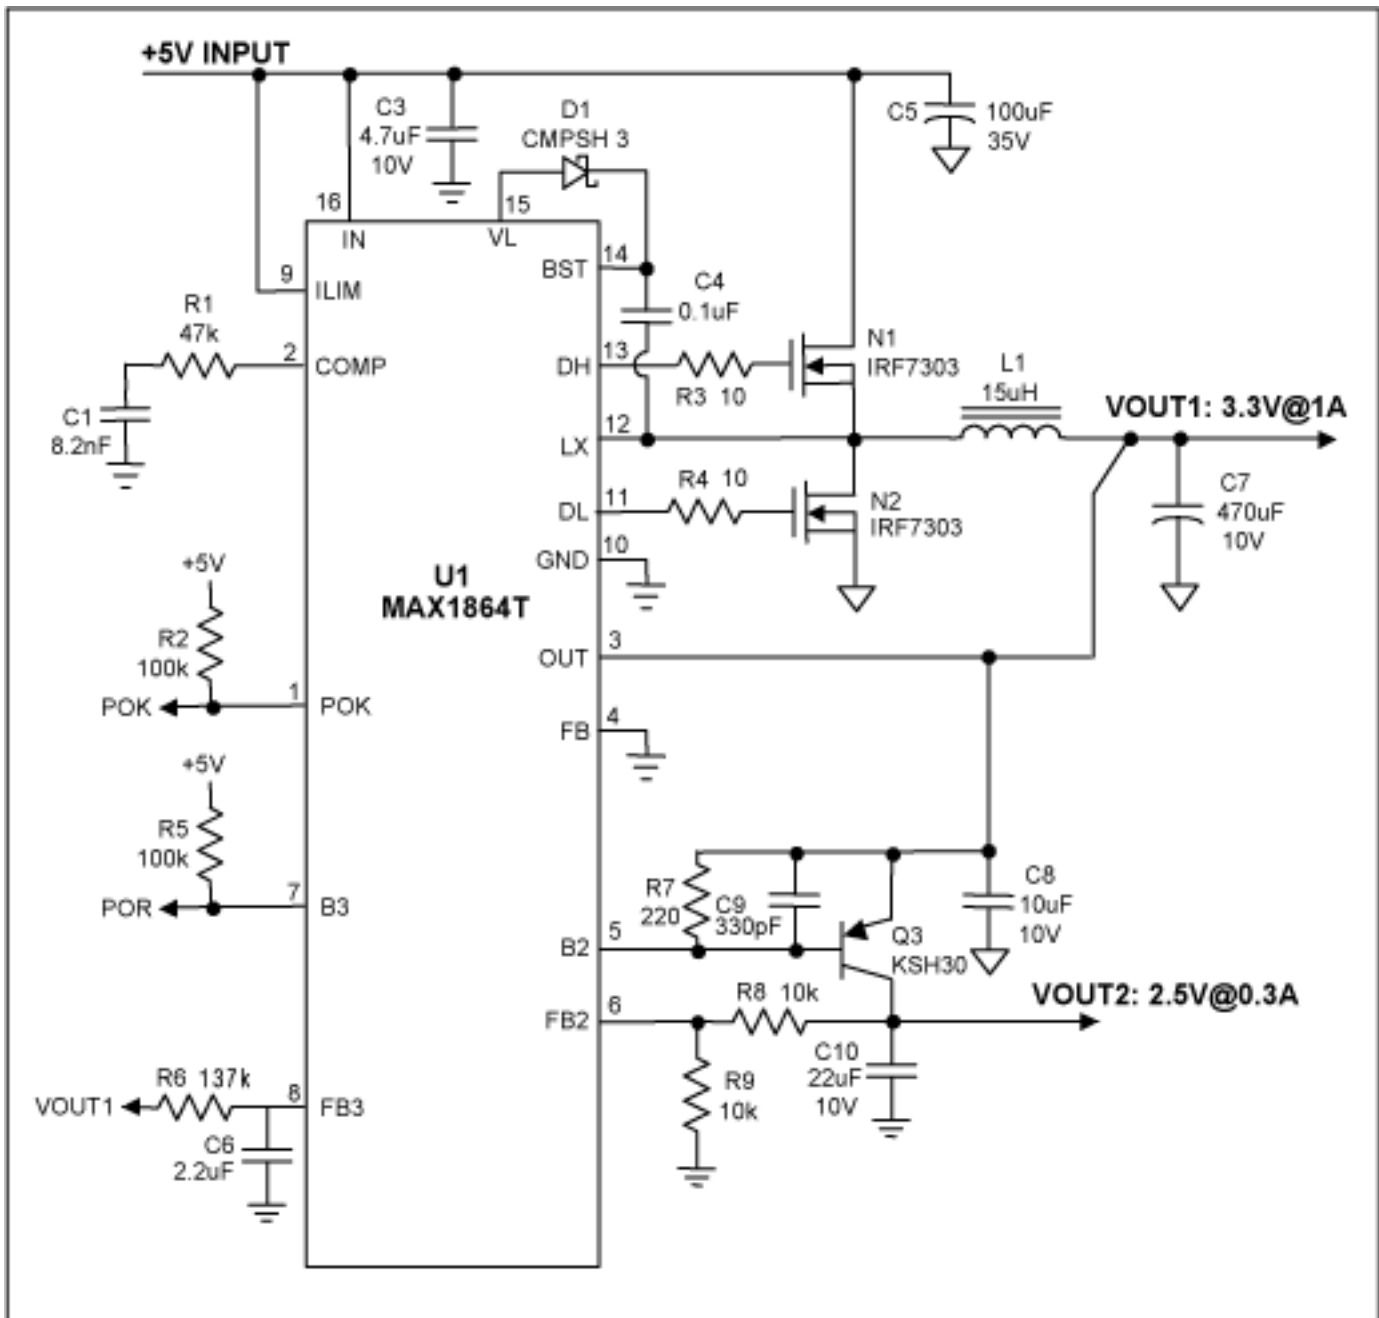 +5V INPUT
C3
4.7uF
10V
D1
CMPSH 3
C5
100uF
35V
16
IN
15
VL
9
ILIM
14
BST
C4
0.1uF
R1
47k
2
COMP
C1
8.2nF
13
DH
R3 10
N1
IRF7303
L1
15uH
VOUT1: 3.3V@1A
12
LX
R4 10
11
DL
N2
IRF7303
C7
470uF
10V
10
GND
U1
MAX1864T
+5V
R2
100k
POK
1
POK
3
OUT
4
FB
+5V
R5
100k
POR
7
B3
R7
220
C9
330pF
5
B2
Q3
KSH30
C8
10uF
10V
R8 10k
6
FB2
VOUT2: 2.5V@0.3A
R9
10k
C10
22uF
10V
R6 137k
VOUT1
8
FB3
C6
2.2uF